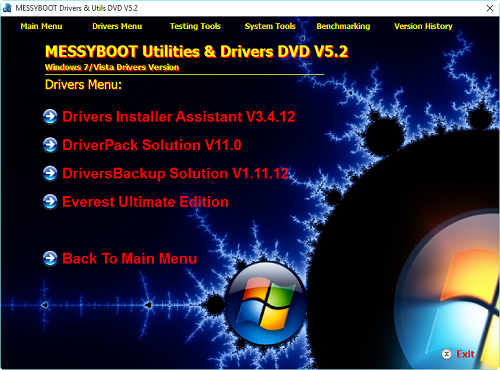 MESSYBOOT Drivers & Utils DVD V5.2
Main Menu Drivers Menu Testing Tools System Tools Benchmarking Version History
MESSYBOOT Utilities & Drivers DVD V5.2
Windows 7/Vista Drivers Version
Drivers Menu:
Drivers Installer Assistant V3.4.12
DriverPack Solution V11.0
DriversBackup Solution V1.11.12
Everest Ultimate Edition
Back To Main Menu
Exit